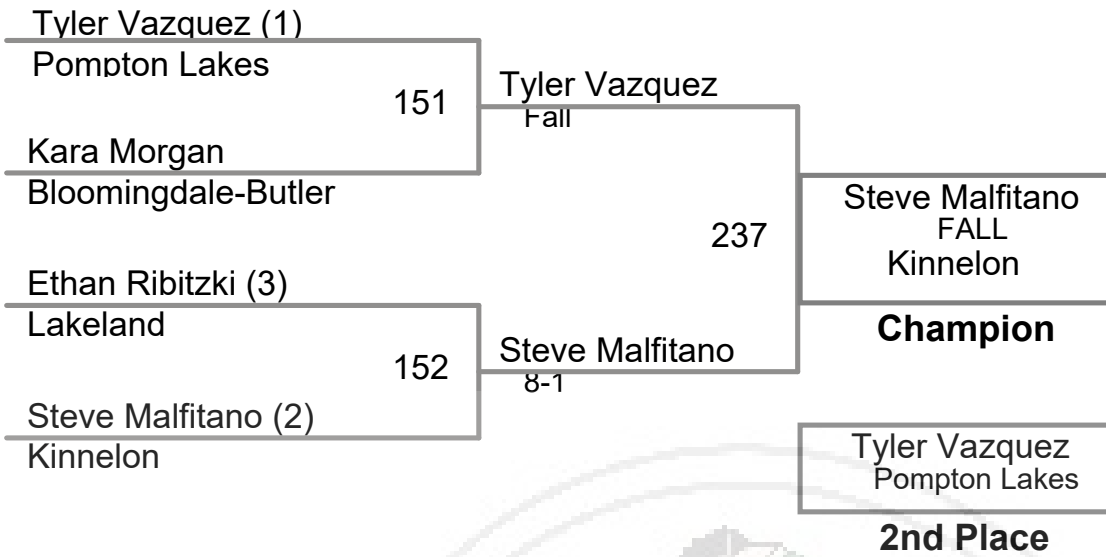 Tyler Vazquez (1)
Pompton Lakes
151
Kara Morgan
Bloomingdale-Butler
Tyler Vazquez
Fall
237
Ethan Ribitzki (3)
Lakeland
152
Steve Malfitano (2)
Kinnelon
Steve Malfitano
8-1
Steve Malfitano
FALL
Kinnelon
Champion
Tyler Vazquez
Pompton Lakes
2nd Place